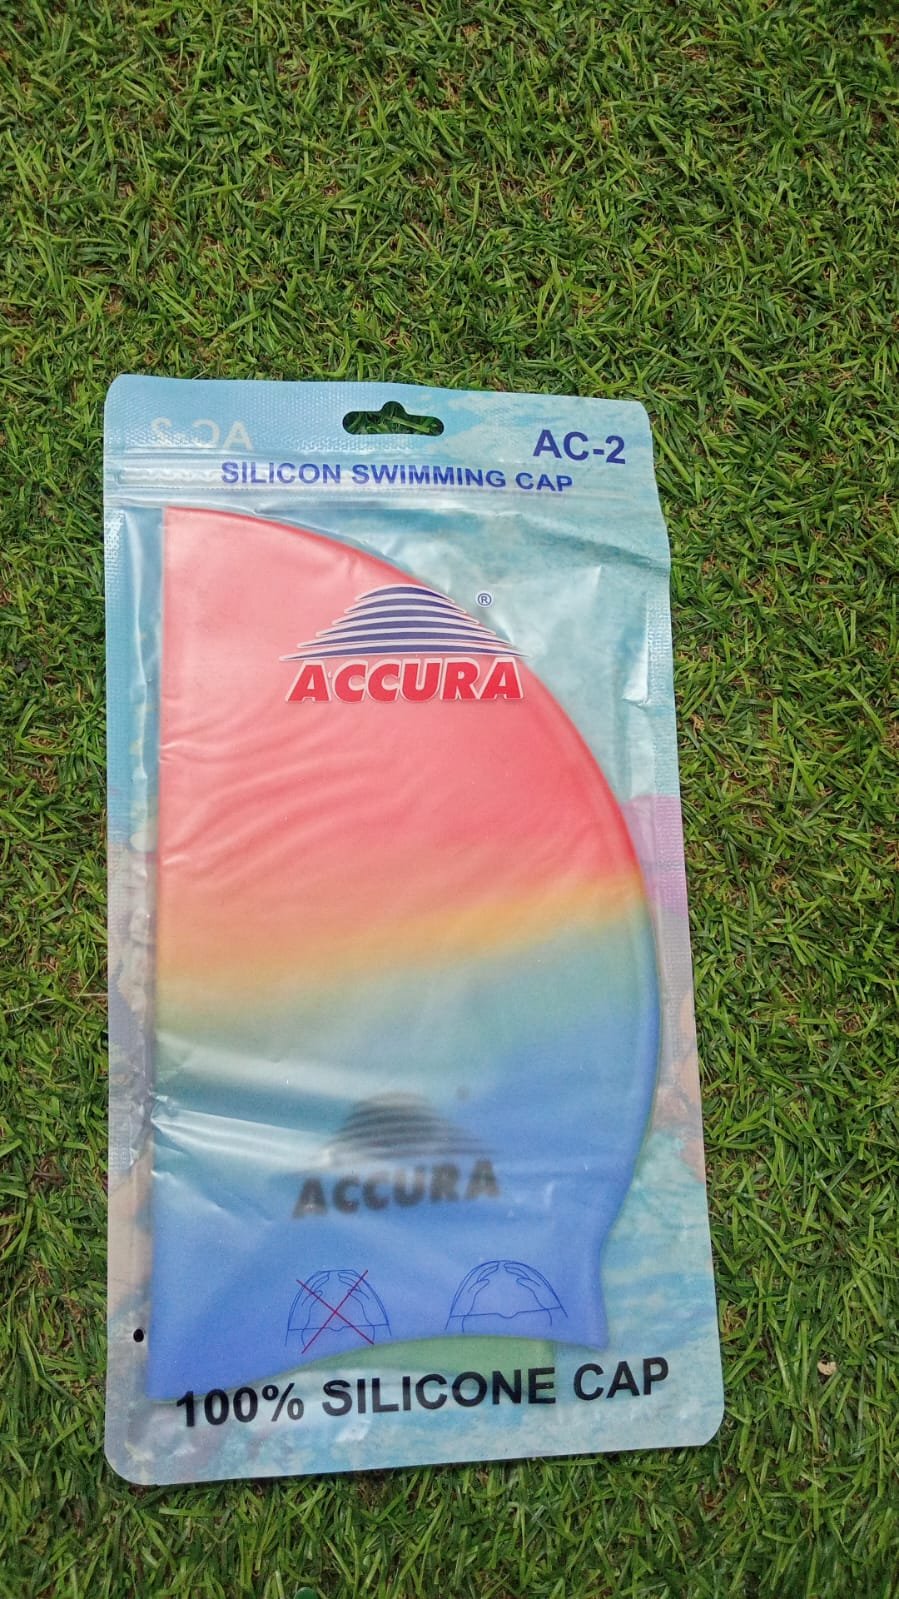 AC-2
AC-2
SILICON SWIMMING CAP
®
ACCURA
ACCURA
100% SILICONE CAP